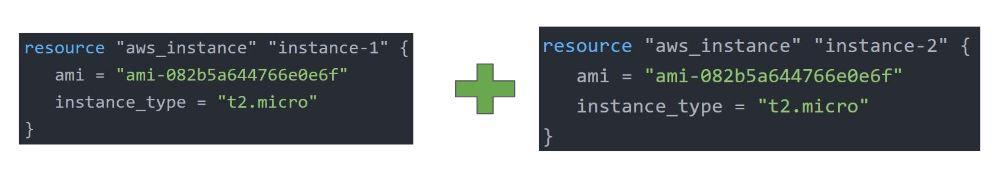 resource "aws_instance" "instance-1" {
ami = "ami-082b5a644766e0e6f"
instance_type = "t2.micro"
}
resource "aws_instance" "instance-2" {
ami = "ami-082b5a644766e0e6f"
instance_type = "t2.micro"
}